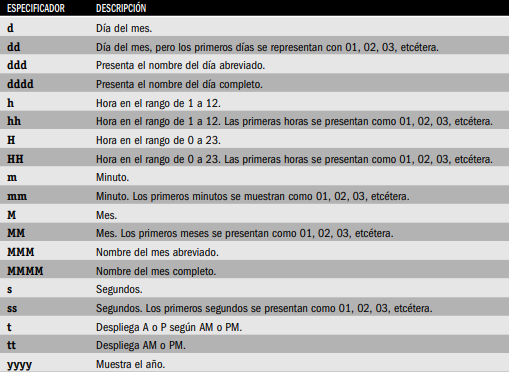 ESPECIFICADOR DESCRIPCIÓN
d Día del mes.
dd Día del mes, pero los primeros días se representan con 01, 02, 03, etcétera.
ddd Presenta el nombre del día abreviado.
dddd Presenta el nombre del día completo.
h Hora en el rango de 1 a 12.
hh Hora en el rango de 1 a 12. Las primeras horas se presentan como 01, 02, 03, etcétera.
H Hora en el rango de 0 a 23.
HH Hora en el rango de 0 a 23. Las primeras horas se presentan como 01, 02, 03, etcétera.
m Minuto.
mm Minuto. Los primeros minutos se muestran como 01, 02, 03, etcétera.
M Mes.
MM Mes. Los primeros meses se presentan como 01, 02, 03, etcétera.
MMM Nombre del mes abreviado.
MMMM Nombre del mes completo.
s Segundos.
ss Segundos. Los primeros segundos se presentan como 01, 02, 03, etcétera.
t Despliega A o P según AM o PM.
tt Despliega AM o PM.
yyyy Muestra el año.